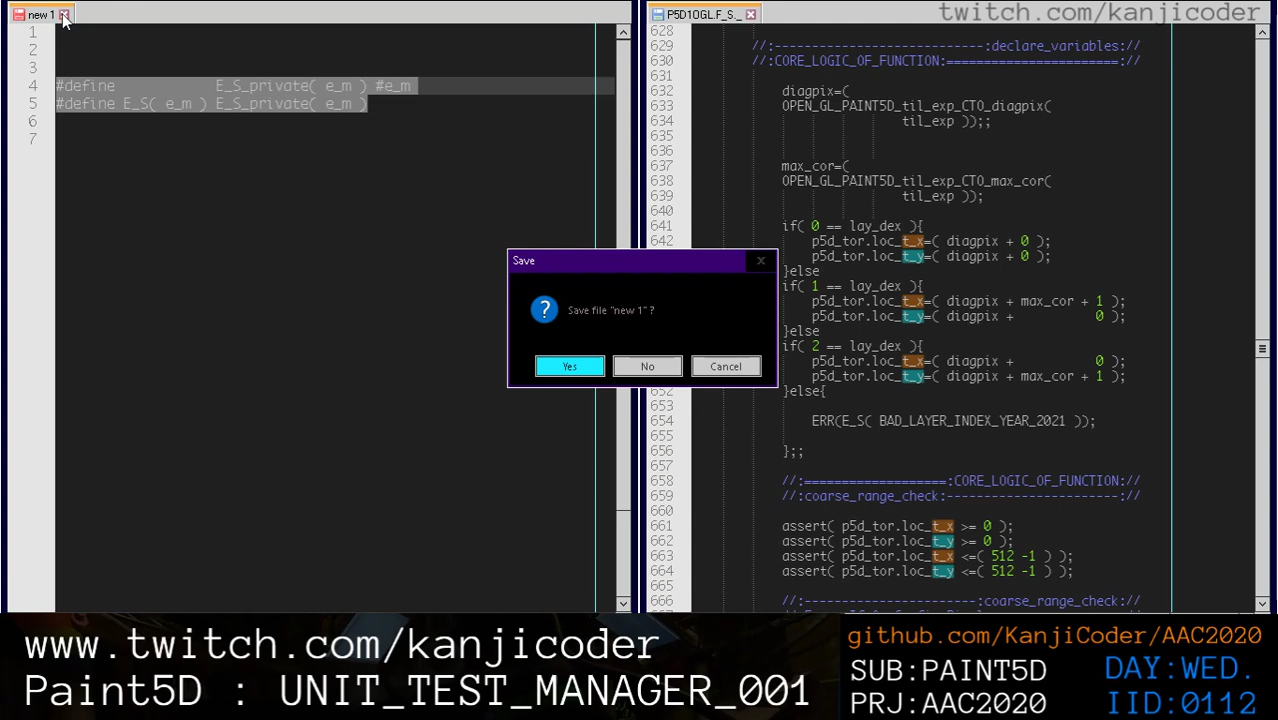 new 1
1
2
3
4 #define E_S_private( e_m ) #e_m
5 #define E_S( e_m ) E_S_private( e_m )
6
7
P5D1OGL.F_S._
twitch.com/kanjicoder
628
629 //:---------------------------:declare_variables://
630 //:CORE_LOGIC_OF_FUNCTION:======================://
631
632 diagpix=(
633 OPEN_GL_PAINT5D_til_exp_CTO_diagpix(
634 til_exp ));;
635
636
637 max_cor=(
638 OPEN_GL_PAINT5D_til_exp_CTO_max_cor(
639 til_exp ));
640
641 if( 0 == lay_dex ){
642 p5d_tor.loc_t_x=( diagpix + 0 );
p5d_tor.loc_t_y=( diagpix + 0 );
}else
if( 1 == lay_dex ){
p5d_tor.loc_t_x=( diagpix + max_cor + 1 );
p5d_tor.loc_t_y=( diagpix + 0 );
}else
if( 2 == lay_dex ){
p5d_tor.loc_t_x=( diagpix + 0 );
p5d_tor.loc_t_y=( diagpix + max_cor + 1 );
652 }else{
653
654 ERR(E_S( BAD_LAYER_INDEX_YEAR_2021 ));
655
656 };;
657
658 //:===================:CORE_LOGIC_OF_FUNCTION://
659 //:coarse_range_check:-----------------------://
660
661 assert( p5d_tor.loc_t_x >= 0 );
662 assert( p5d_tor.loc_t_y >= 0 );
663 assert( p5d_tor.loc_t_x <=( 512 -1 ) );
664 assert( p5d_tor.loc_t_y <=( 512 -1 ) );
665
666 //:-----------------------:coarse_range_check://
Save
Save file "new 1" ?
Yes
No
Cancel
www.twitch.com/kanjicoder
Paint5D : UNIT_TEST_MANAGER_001
github.com/KanjiCoder/AAC2020
SUB:PAINT5D
DAY:WED.
PRJ:AAC2020
IID:0112